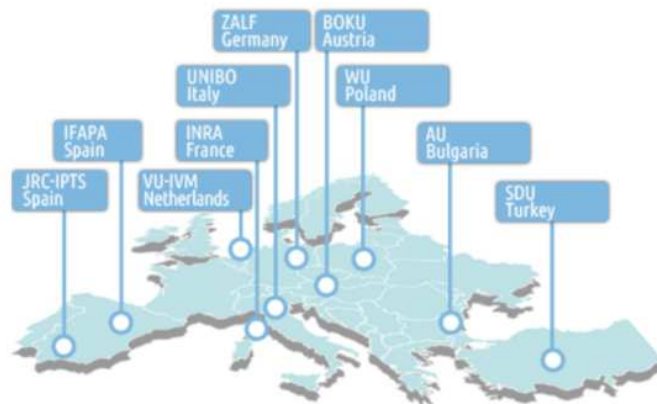 ZALF
Germany
BOKU
Austria
UNIBO
Italy
WU
Poland
IFAPA
Spain
INRA
France
AU
Bulgaria
JRC-IPTS
Spain
VU-IVM
Netherlands
SDU
Turkey